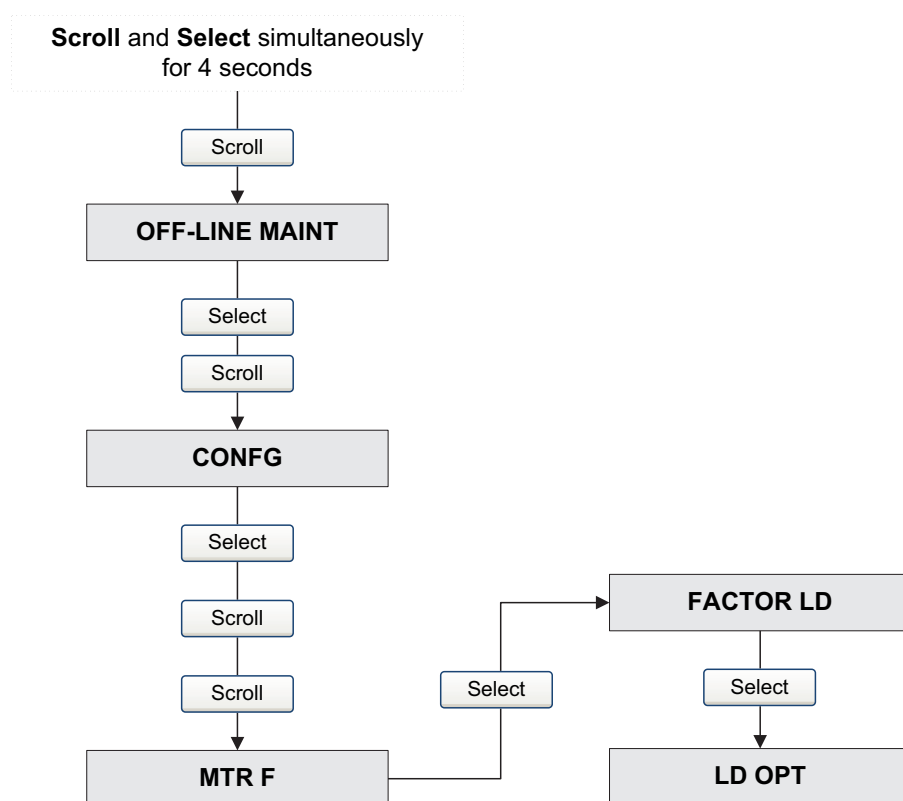 Scroll and Select simultaneously
for 4 seconds
Scroll
OFF-LINE MAINT
Select
Scroll
CONFG
Select
Scroll
Scroll
MTR F
Select
FACTOR LD
Select
LD OPT